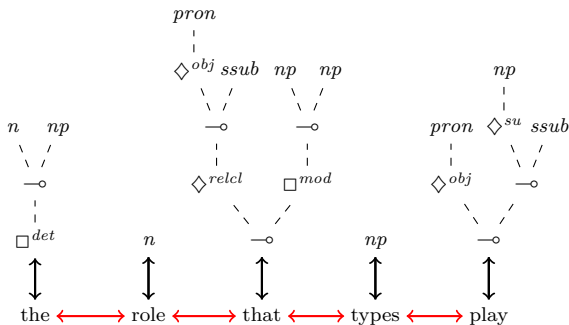 pron
◇obj ssub np np np
n np pron ◇su ssub
⊸ ⊸
⊸ ◇relcl □mod ◇obj ⊸
□det n ⊸ np ⊸
the role that types play